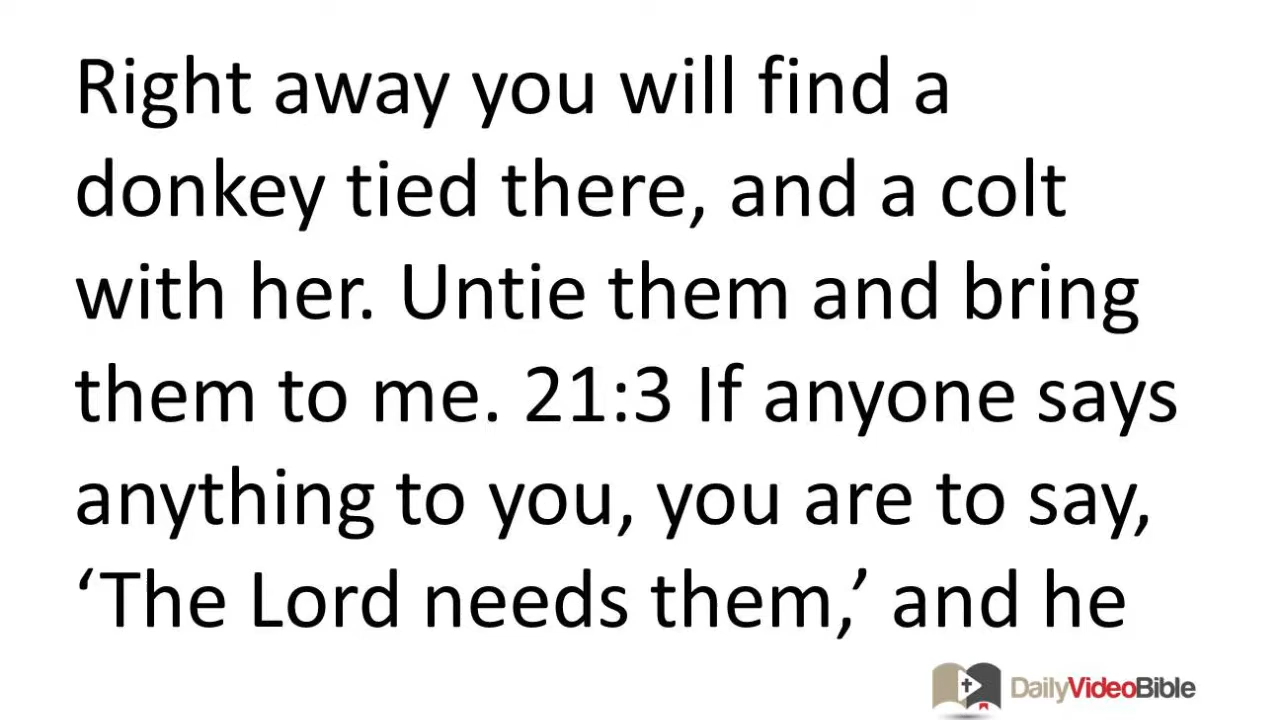 Right away you will find a
donkey tied there, and a colt
with her. Untie them and bring
them to me. 21:3 If anyone says
anything to you, you are to say,
‘The Lord needs them,’ and he
DailyVideoBible